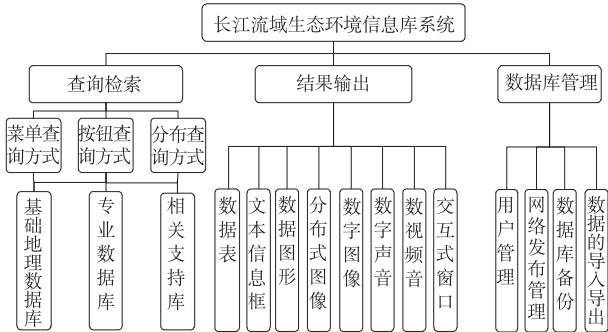 长江流域生态环境信息库系统
查询检索
结果输出
数据库管理
菜单查
询方式
按钮查
询方式
分布查
询方式
基础地理数据库
专业数据库
相关支持库
数据表
文本信息框
数据图形
分布式图像
数字图像
数字声音
数视频音
交互式窗口
用户管理
网络发布管理
数据库备份
数据的导入导出